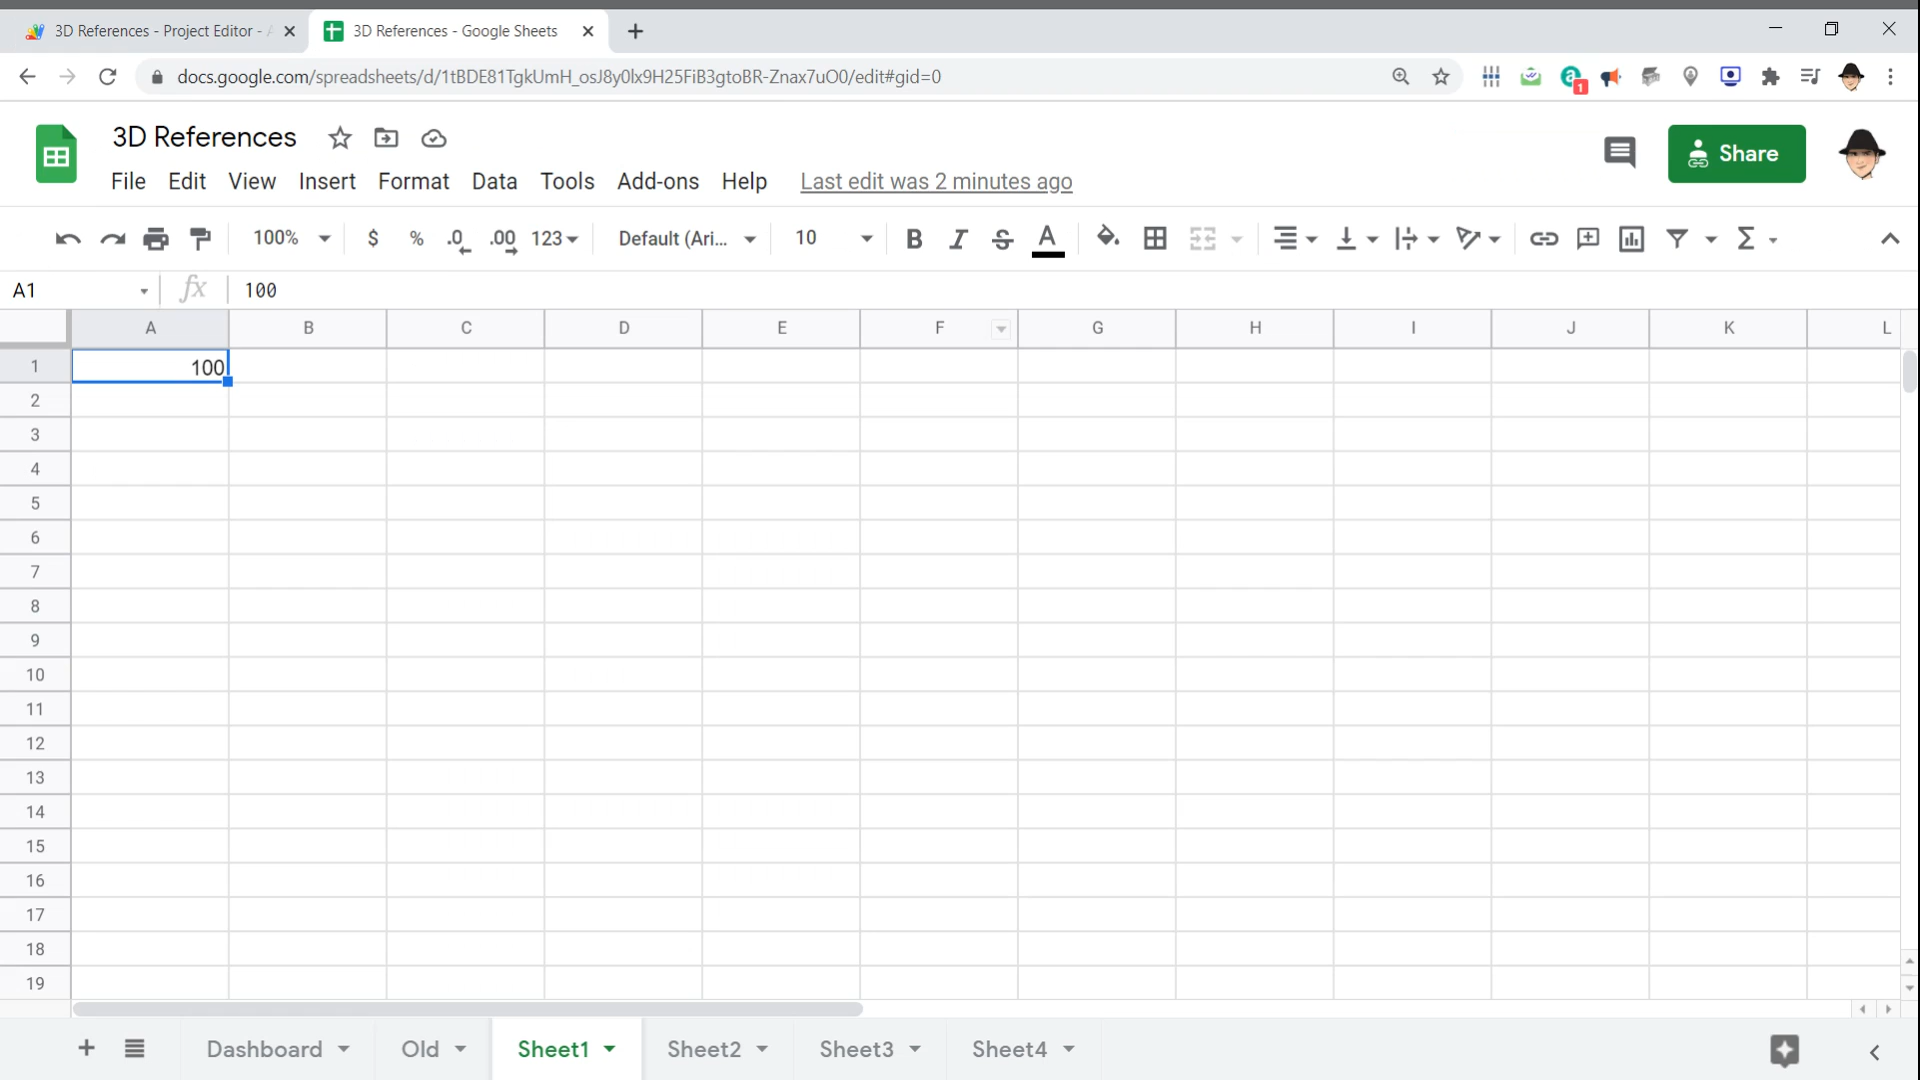 3D References - Project Editor - A
3D References - Google Sheets
docs.google.com/spreadsheets/d/1tBDE81TgkUmH_osJ8y0lx9H25FiB3gtoBR-Znax7uO0/edit#gid=0
1
3D References
File Edit View Insert Format Data Tools Add-ons Help Last edit was 2 minutes ago
Share
100% $ % .0 .00 123 Default (Ari... 10 B I S A Σ
A1 fx 100
A B C D E F G H I J K L
1 100
2
3
4
5
6
7
8
9
10
11
12
13
14
15
16
17
18
19
Dashboard Old Sheet1 Sheet2 Sheet3 Sheet4